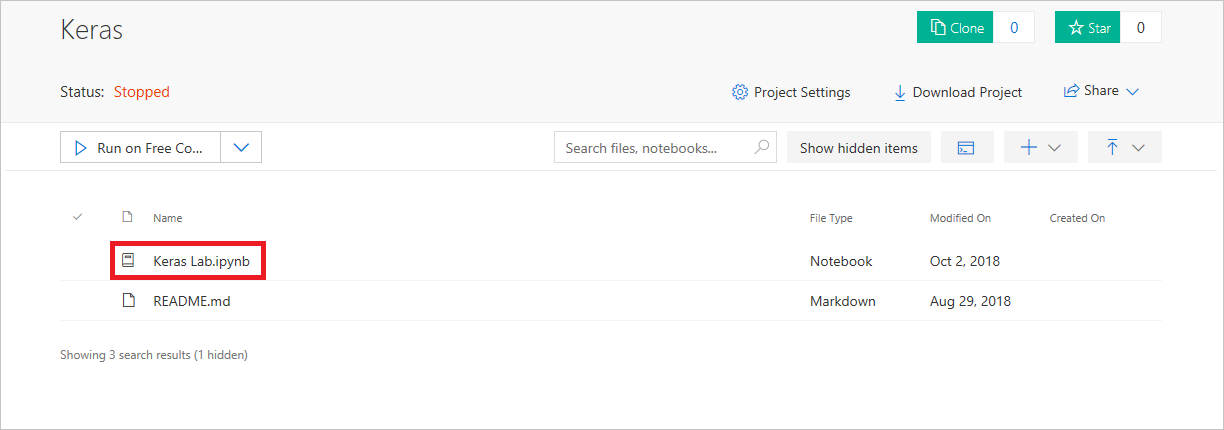 Keras
Clone 0 Star 0
Status: Stopped
Project Settings Download Project Share
Run on Free Co... Search files, notebooks... Show hidden items
Name File Type Modified On Created On
Keras Lab.ipynb Notebook Oct 2, 2018
README.md Markdown Aug 29, 2018
Showing 3 search results (1 hidden)